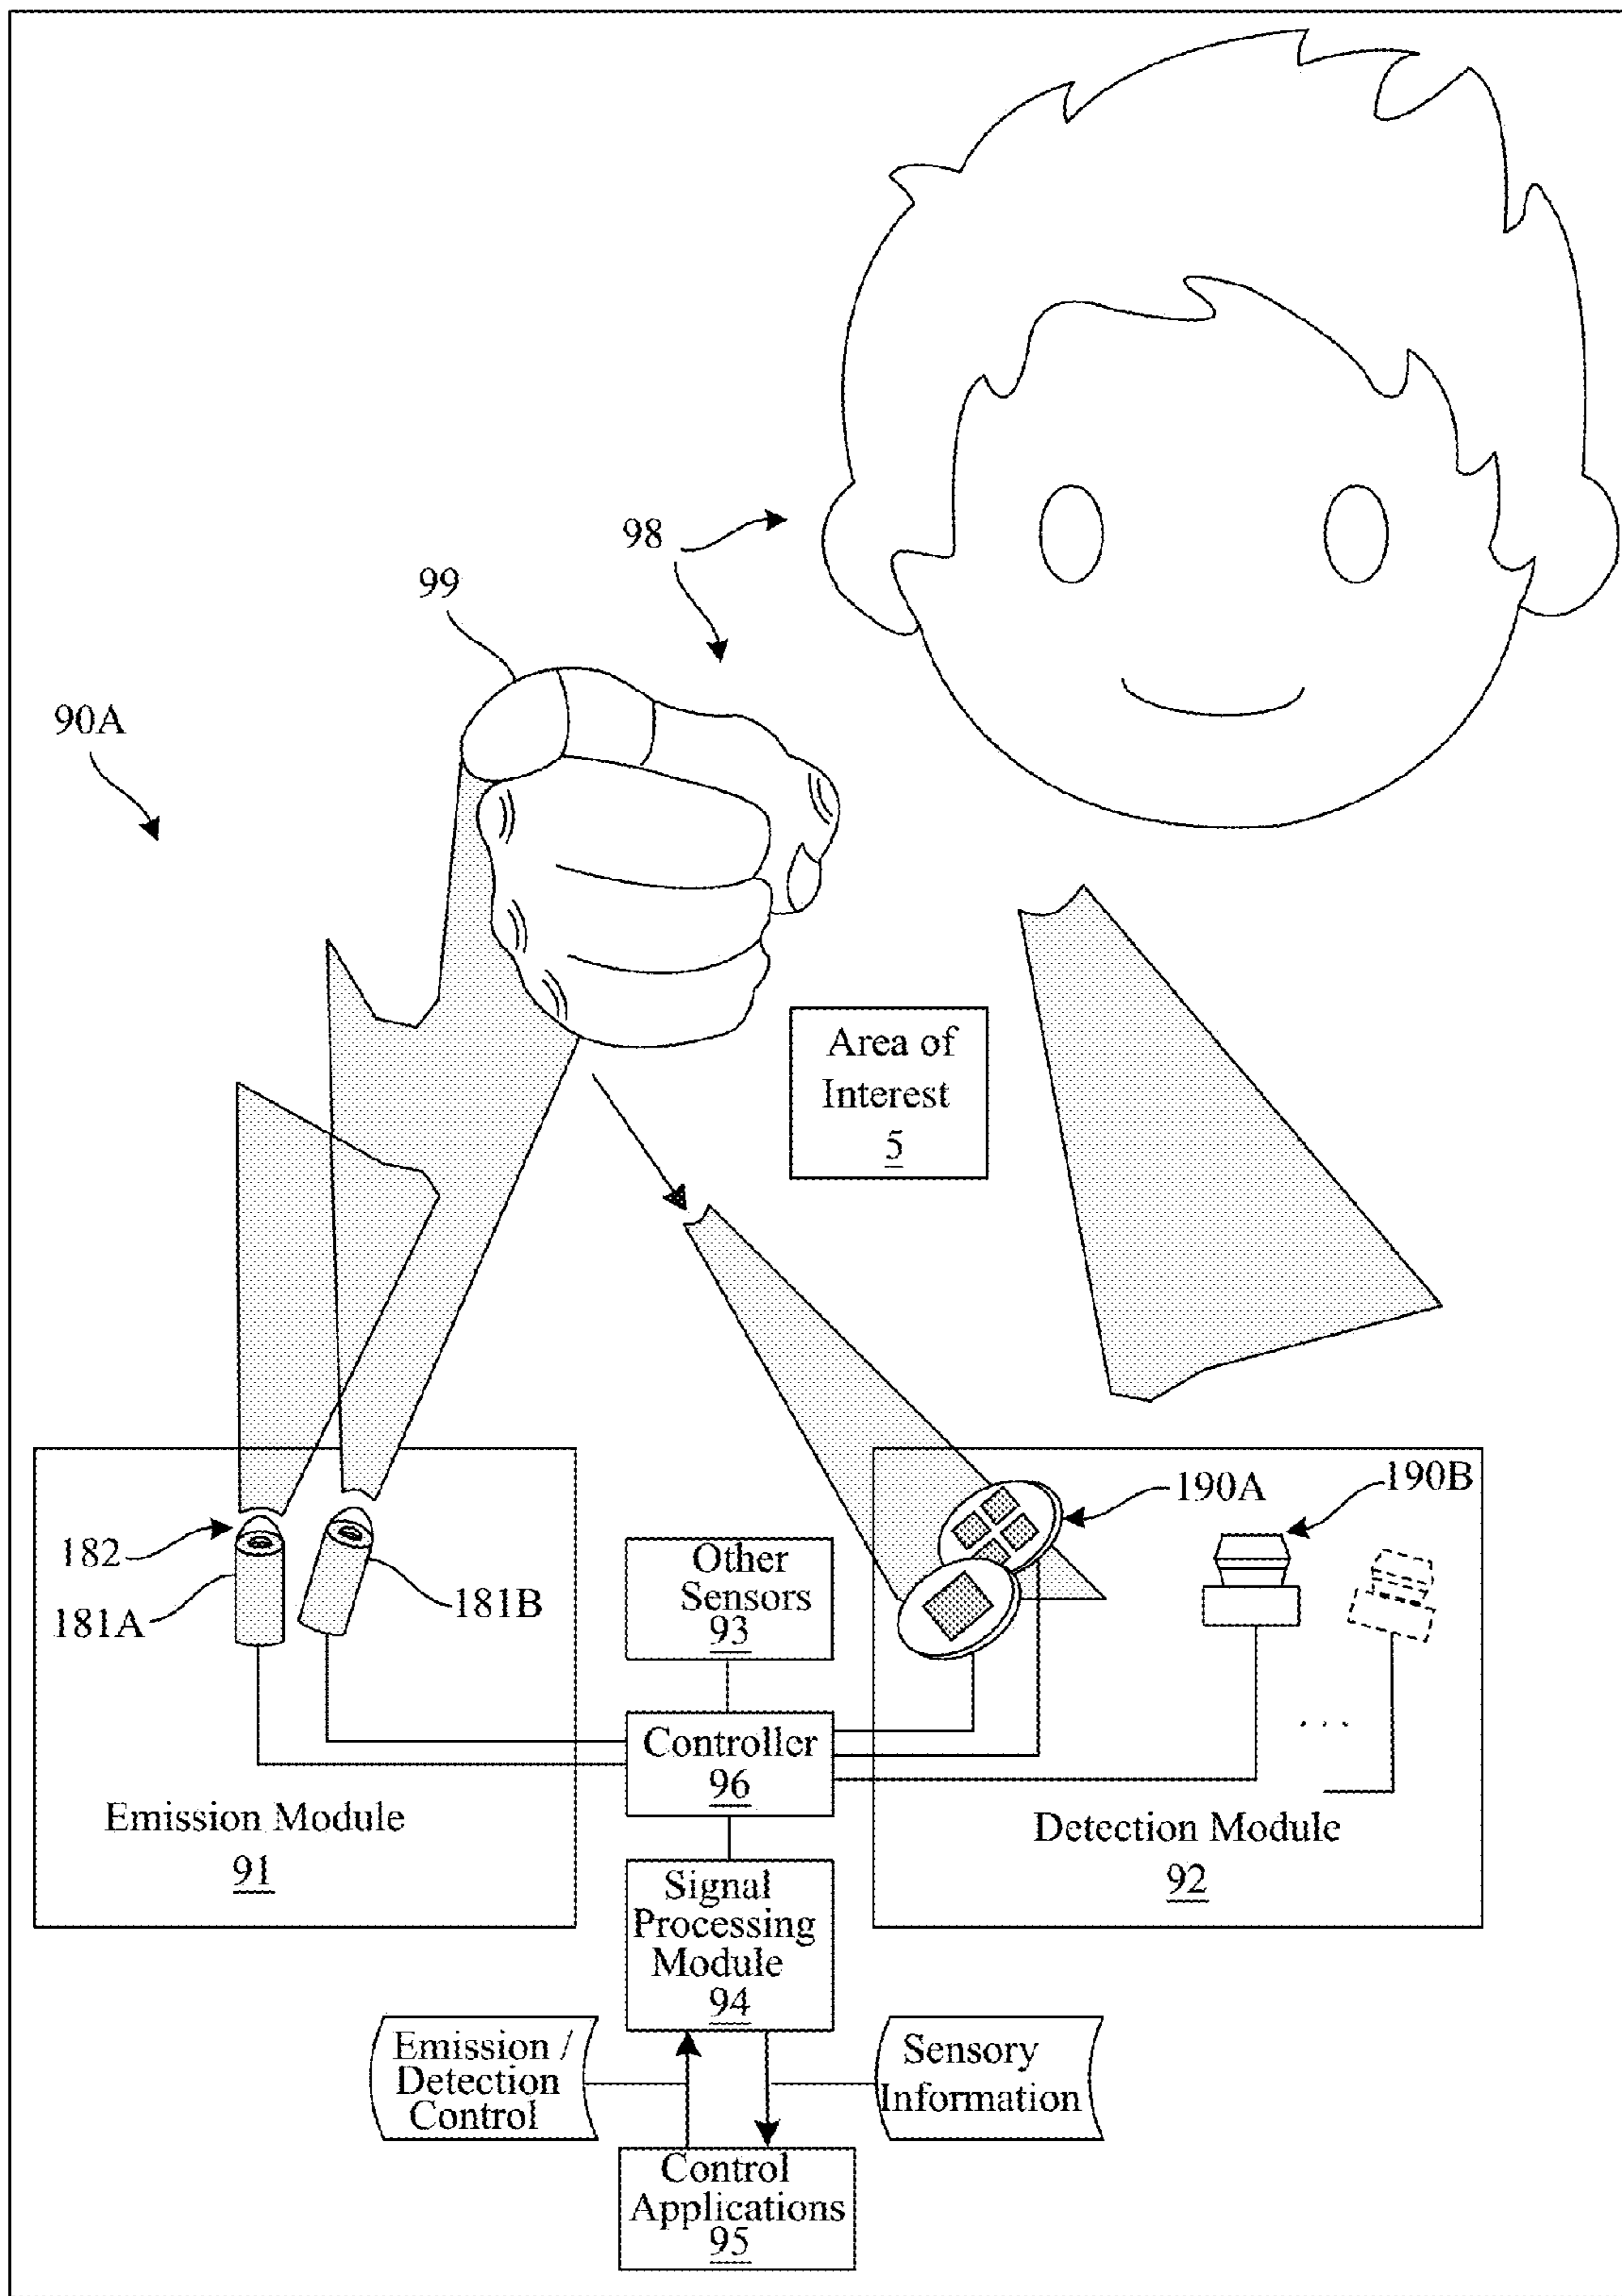 98
99
90A
Area of
Interest
5
190A
190B
182
181A
181B
Other
Sensors
93
Controller
96
Emission Module
91
Detection Module
92
. . .
Signal
Processing
Module
94
Emission /
Detection
Control
Sensory
Information
Control
Applications
95